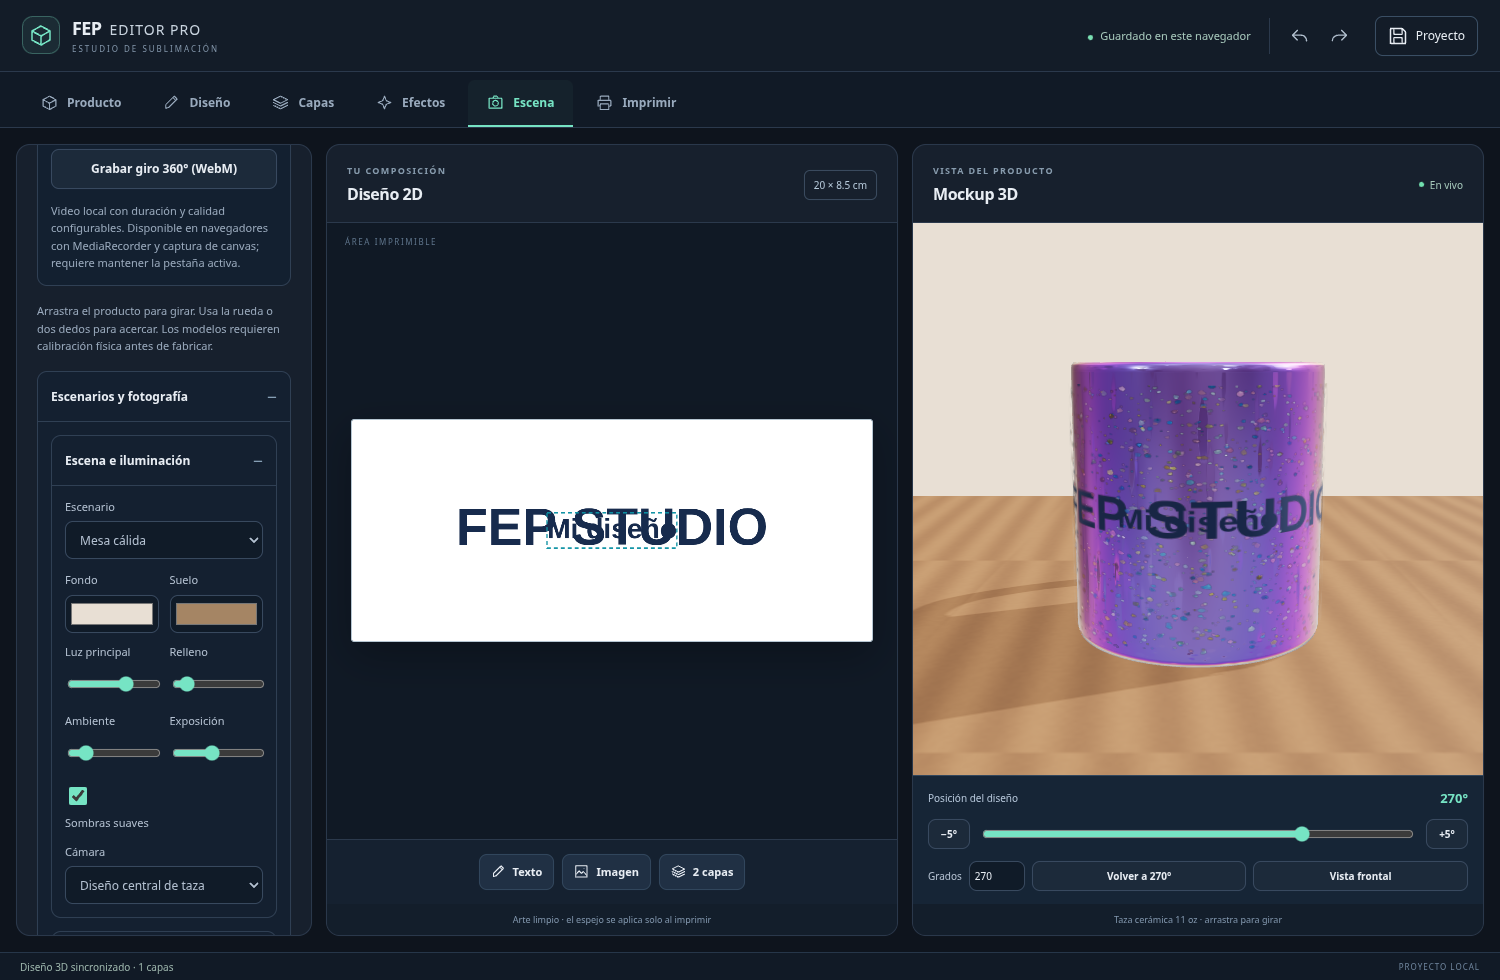 FEP EDITOR PRO
ESTUDIO DE SUBLIMACIÓN
Guardado en este navegador
Proyecto
Producto
Diseño
Capas
Efectos
Escena
Imprimir
Grabar giro 360° (WebM)
Video local con duración y calidad
configurables. Disponible en navegadores
con MediaRecorder y captura de canvas;
requiere mantener la pestaña activa.
Arrastra el producto para girar. Usa la rueda o
dos dedos para acercar. Los modelos requieren
calibración física antes de fabricar.
Escenarios y fotografía
Escena e iluminación
Escenario
Mesa cálida
Fondo
Suelo
Luz principal
Relleno
Ambiente
Exposición
Sombras suaves
Cámara
Diseño central de taza
TU COMPOSICIÓN
Diseño 2D
20 × 8.5 cm
ÁREA IMPRIMIBLE
FEP STUDIO
Mi diseño
Texto
Imagen
2 capas
Arte limpio · el espejo se aplica solo al imprimir
VISTA DEL PRODUCTO
Mockup 3D
En vivo
FEP STUDIO
Mi diseño
Posición del diseño
270°
−5°
+5°
Grados
270
Volver a 270°
Vista frontal
Taza cerámica 11 oz · arrastra para girar
Diseño 3D sincronizado · 1 capas
PROYECTO LOCAL